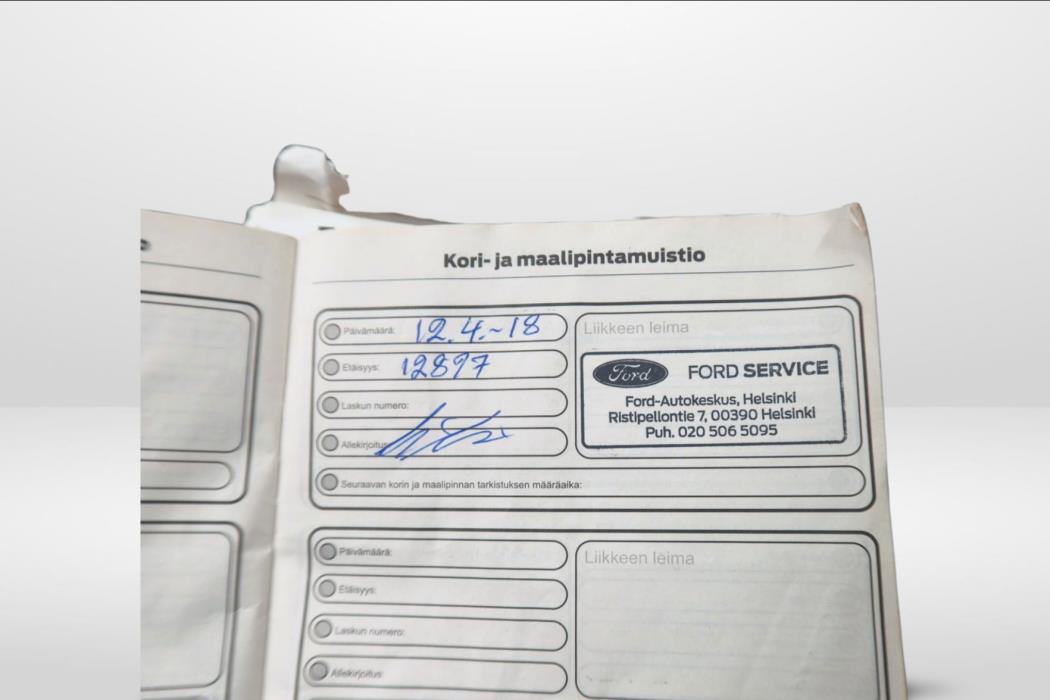 Kori- ja maalipintamuistio
Päivämäärä: 12.4.-18
Etäisyys: 12897
Laskun numero:
Allekirjoitus
Liikkeen leima
Ford FORD SERVICE
Ford-Autokeskus, Helsinki
Ristipellontie 7, 00390 Helsinki
Puh. 020 506 5095
Seuraavan korin ja maalipinnan tarkistuksen määräaika:
Päivämäärä:
Etäisyys:
Laskun numero:
Allekirjoitus
Liikkeen leima